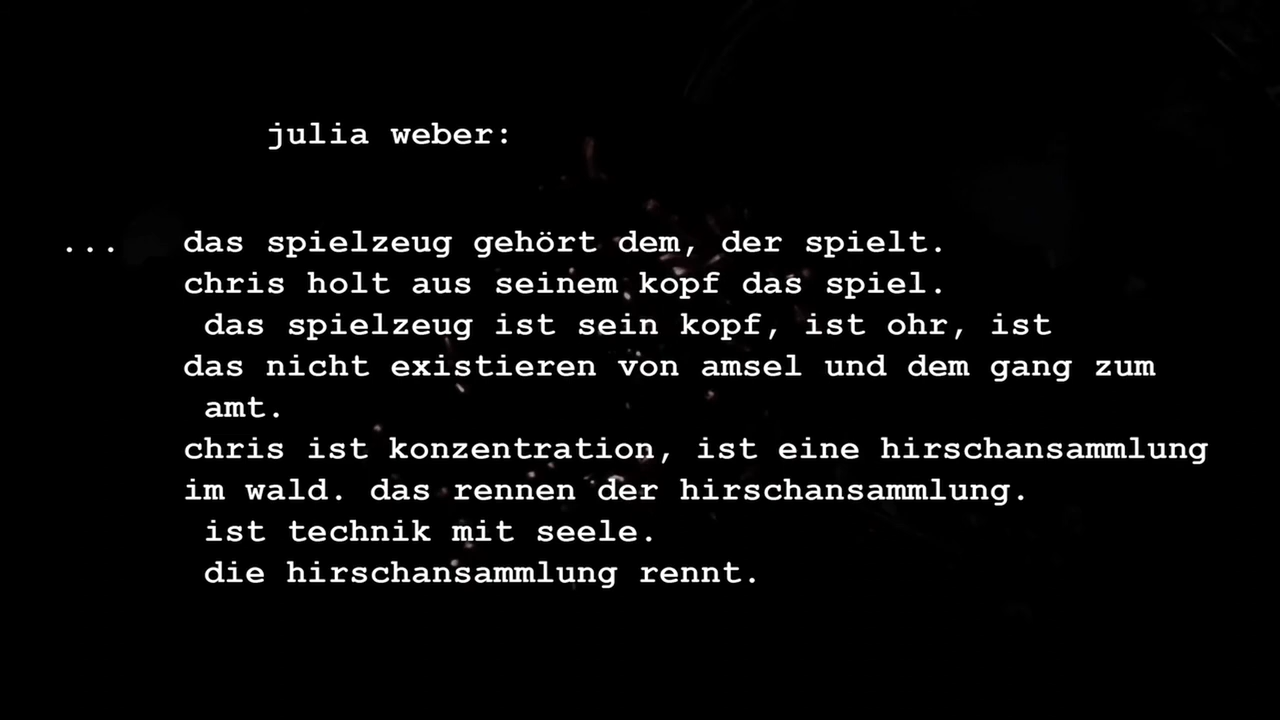 julia weber:
... das spielzeug gehört dem, der spielt.
chris holt aus seinem kopf das spiel.
das spielzeug ist sein kopf, ist ohr, ist
das nicht existieren von amsel und dem gang zum
amt.
chris ist konzentration, ist eine hirschansammlung
im wald. das rennen der hirschansammlung.
ist technik mit seele.
die hirschansammlung rennt.